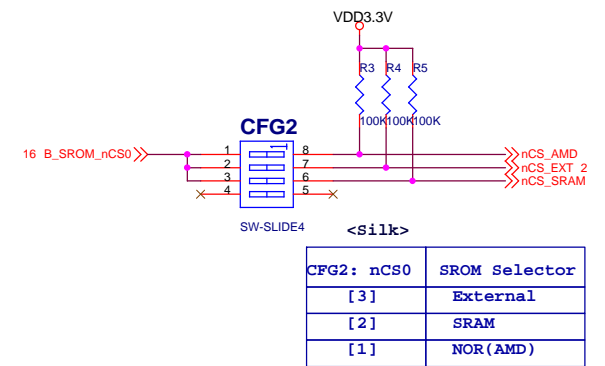 VDD3.3V
R3 R4 R5
100K 100K 100K
CFG2
16 B_SROM_nCS0
1 8
2 7
3 6
4 5
1
nCS_AMD
nCS_EXT 2
nCS_SRAM
SW-SLIDE4
<Silk>
CFG2: nCS0 SROM Selector
[3] External
[2] SRAM
[1] NOR(AMD)